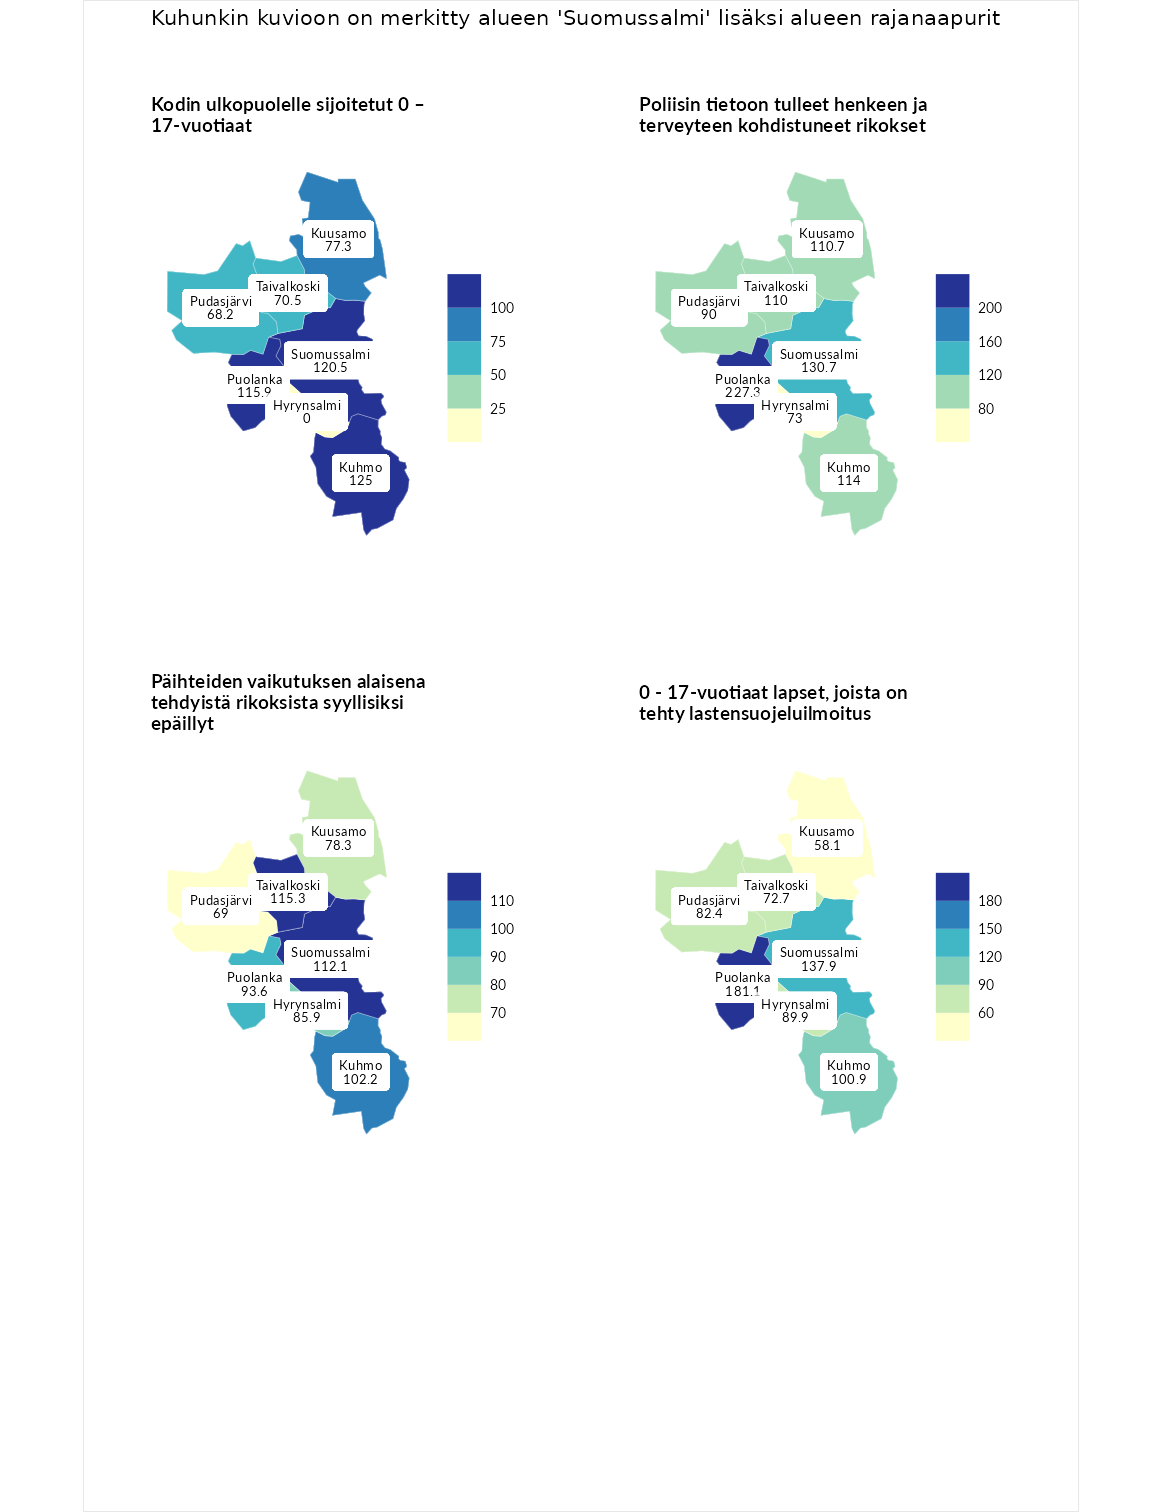 Kuhunkin kuvioon on merkitty alueen 'Suomussalmi' lisäksi alueen rajanaapurit
Kodin ulkopuolelle sijoitetut 0 –
17-vuotiaat
Kuusamo
77.3
Taivalkoski
70.5
Pudasjärvi
68.2
Suomussalmi
120.5
Puolanka
115.9
Hyrynsalmi
0
Kuhmo
125
100
75
50
25
Poliisin tietoon tulleet henkeen ja
terveyteen kohdistuneet rikokset
Kuusamo
110.7
Taivalkoski
110
Pudasjärvi
90
Suomussalmi
130.7
Puolanka
227.3
Hyrynsalmi
73
Kuhmo
114
200
160
120
80
Päihteiden vaikutuksen alaisena
tehdyistä rikoksista syyllisiksi
epäillyt
Kuusamo
78.3
Taivalkoski
115.3
Pudasjärvi
69
Suomussalmi
112.1
Puolanka
93.6
Hyrynsalmi
85.9
Kuhmo
102.2
110
100
90
80
70
0 - 17-vuotiaat lapset, joista on
tehty lastensuojeluilmoitus
Kuusamo
58.1
Taivalkoski
72.7
Pudasjärvi
82.4
Suomussalmi
137.9
Puolanka
181.1
Hyrynsalmi
89.9
Kuhmo
100.9
180
150
120
90
60